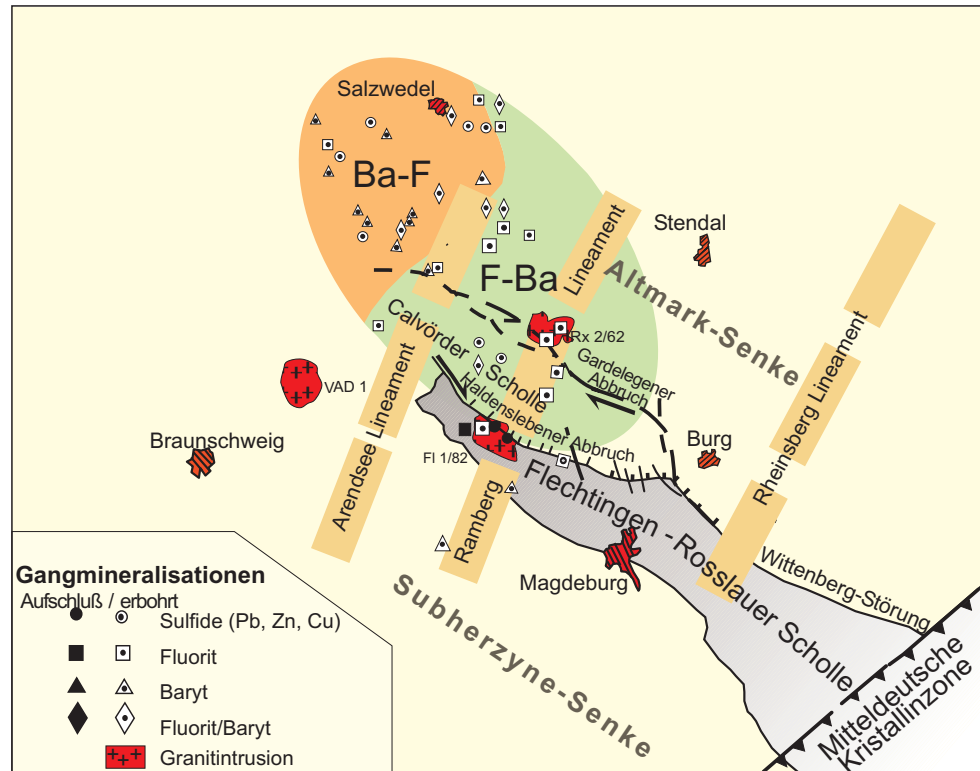 Salzwedel
Ba-F
Stendal
Lineament
Altmark-Senke
F-Ba
Rx 2/62
Calvörder
Scholle
Gardelegener
Abbruch
Haldenslebener Abbruch
Rheinsberg Lineament
VAD 1
Arendsee Lineament
Braunschweig
Burg
Fl 1/82
Ramberg
Flechtingen - Rosslauer Scholle
Magdeburg
Wittenberg-Störung
Subherzyne-Senke
Mitteldeutsche
Kristallinzone
Gangmineralisationen
Aufschluß / erbohrt
Sulfide (Pb, Zn, Cu)
Fluorit
Baryt
Fluorit/Baryt
Granitintrusion